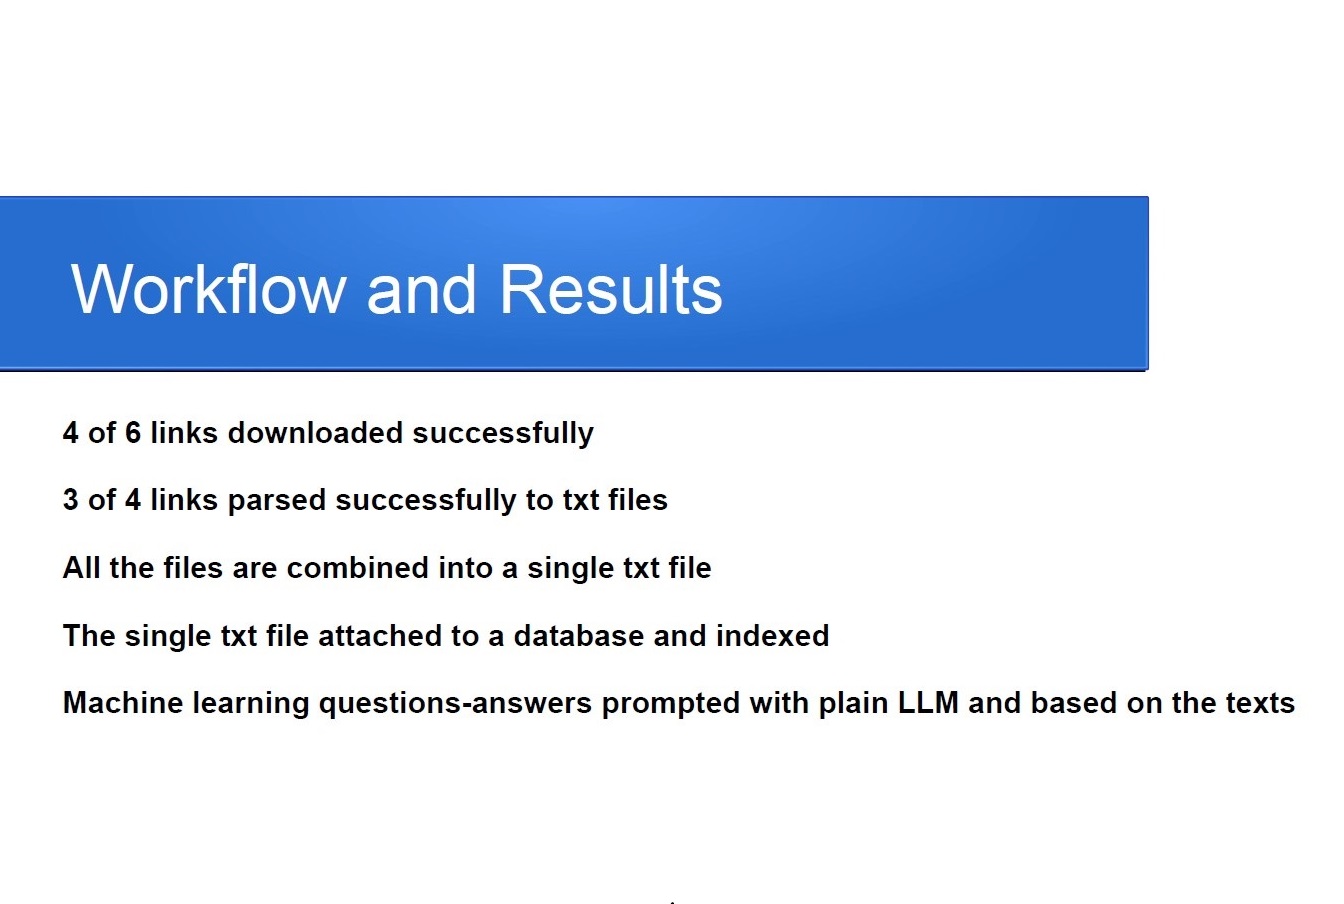 Workflow and Results
4 of 6 links downloaded successfully
3 of 4 links parsed successfully to txt files
All the files are combined into a single txt file
The single txt file attached to a database and indexed
Machine learning questions-answers prompted with plain LLM and based on the texts